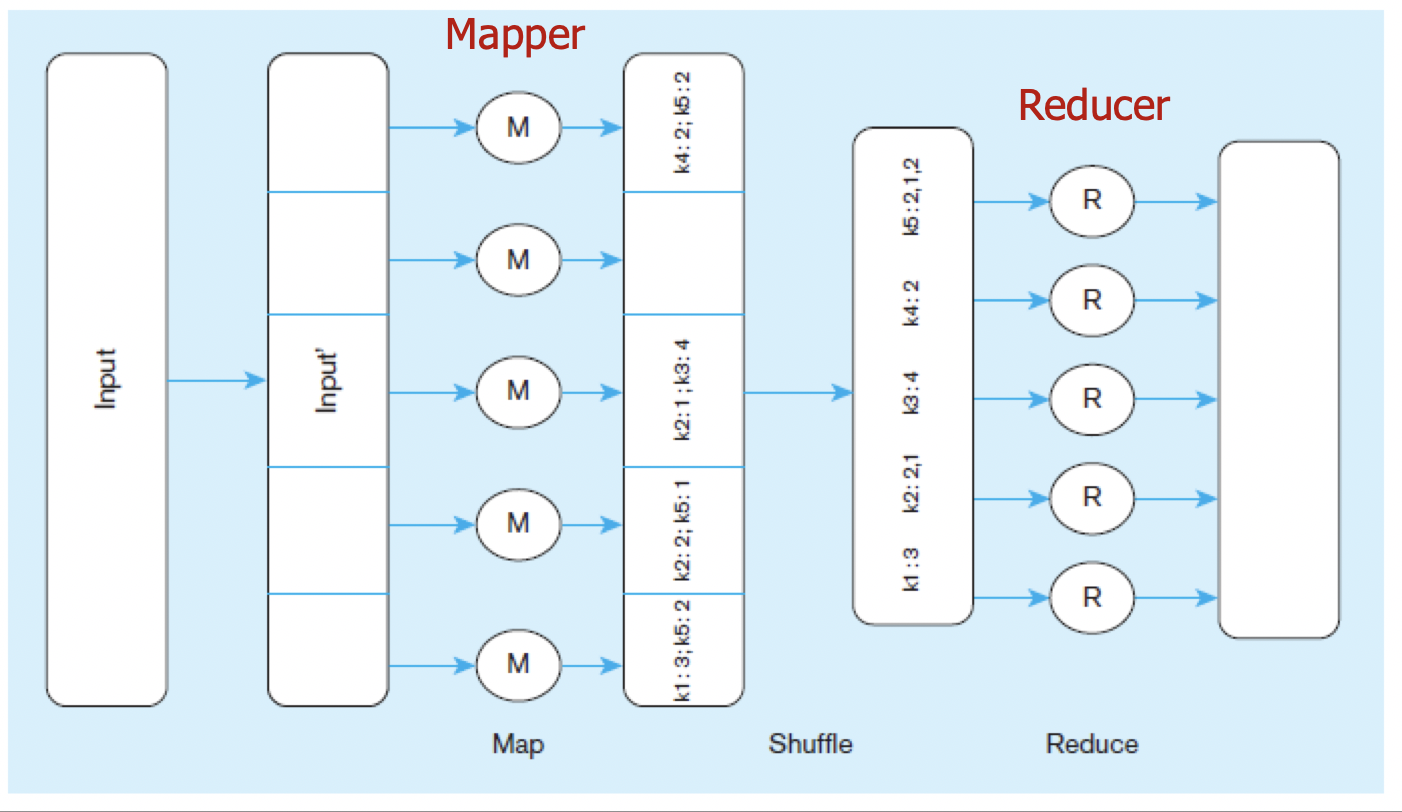 Mapper
Reducer
Input
Input'
M
M
M
M
M
k4: 2; k5: 2
k2: 1; k3: 4
k2: 2; k5: 1
k1: 3; k5: 2
k5: 2,1,2
k4: 2
k3: 4
k2: 2,1
k1: 3
R
R
R
R
R
Map
Shuffle
Reduce